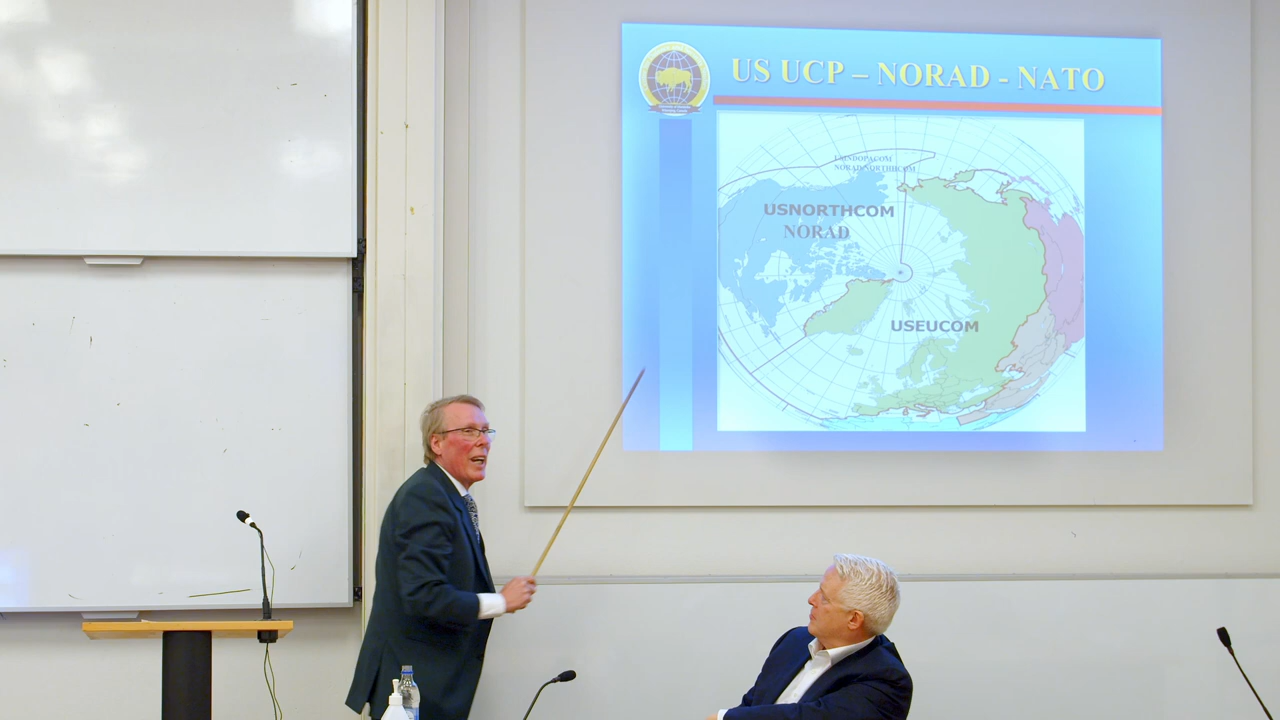 US UCP – NORAD - NATO
USINDOPACOM
NORAD/NORTHCOM
USNORTHCOM
NORAD
USEUCOM